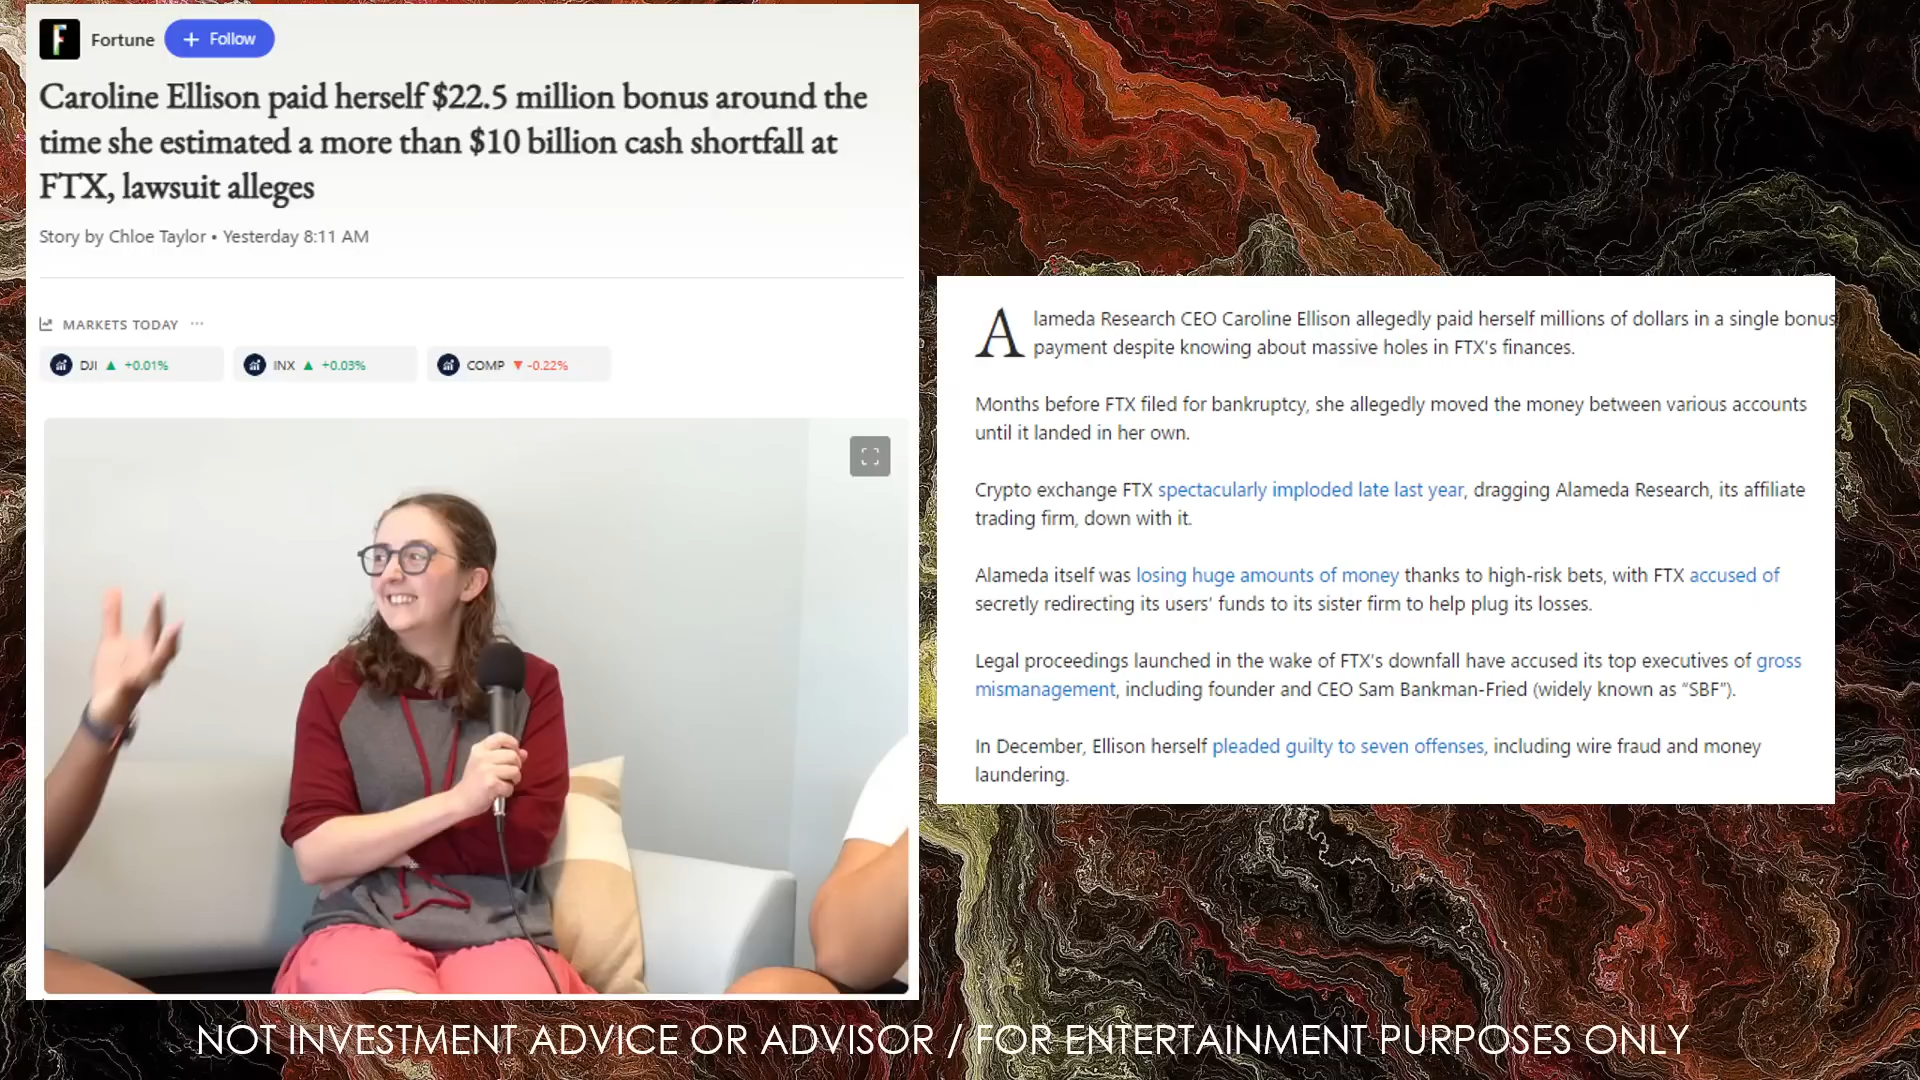 Fortune
+ Follow
Caroline Ellison paid herself $22.5 million bonus around the
time she estimated a more than $10 billion cash shortfall at
FTX, lawsuit alleges
Story by Chloe Taylor • Yesterday 8:11 AM
MARKETS TODAY ...
DJI ▲ +0.01%
INX ▲ +0.03%
COMP ▼ -0.22%
Alameda Research CEO Caroline Ellison allegedly paid herself millions of dollars in a single bonus
payment despite knowing about massive holes in FTX's finances.
Months before FTX filed for bankruptcy, she allegedly moved the money between various accounts
until it landed in her own.
Crypto exchange FTX spectacularly imploded late last year, dragging Alameda Research, its affiliate
trading firm, down with it.
Alameda itself was losing huge amounts of money thanks to high-risk bets, with FTX accused of
secretly redirecting its users’ funds to its sister firm to help plug its losses.
Legal proceedings launched in the wake of FTX’s downfall have accused its top executives of gross
mismanagement, including founder and CEO Sam Bankman-Fried (widely known as “SBF”).
In December, Ellison herself pleaded guilty to seven offenses, including wire fraud and money
laundering.
NOT INVESTMENT ADVICE OR ADVISOR / FOR ENTERTAINMENT PURPOSES ONLY